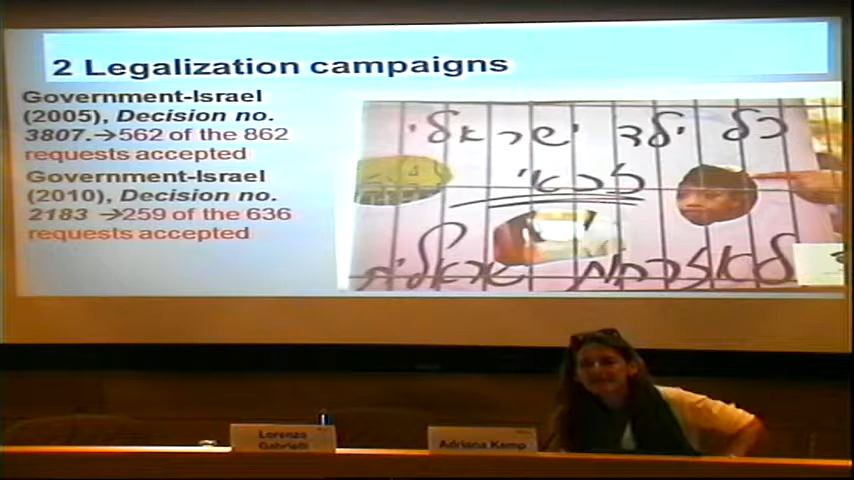 2 Legalization campaigns
Government-Israel
(2005), Decision no.
3807.→562 of the 862
requests accepted
Government-Israel
(2010), Decision no.
2183 →259 of the 636
requests accepted
כל ילד ישראלי
Lorenzo
Gabrielli
Adriana Kemp